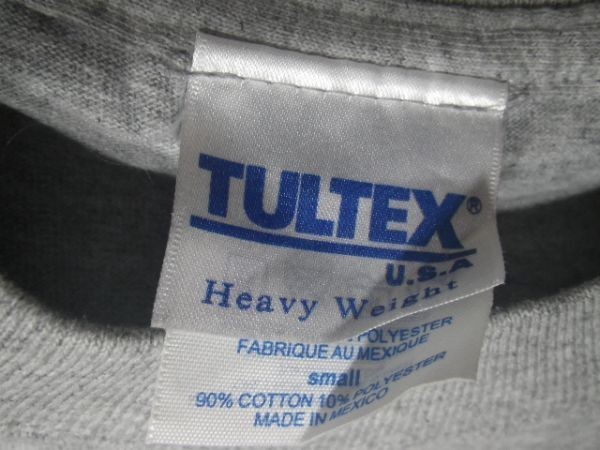 TULTEX®
U.S.A
Heavy Weight
POLYESTER
FABRIQUE AU MEXIQUE
small
90% COTTON 10% POLYESTER
MADE IN MEXICO